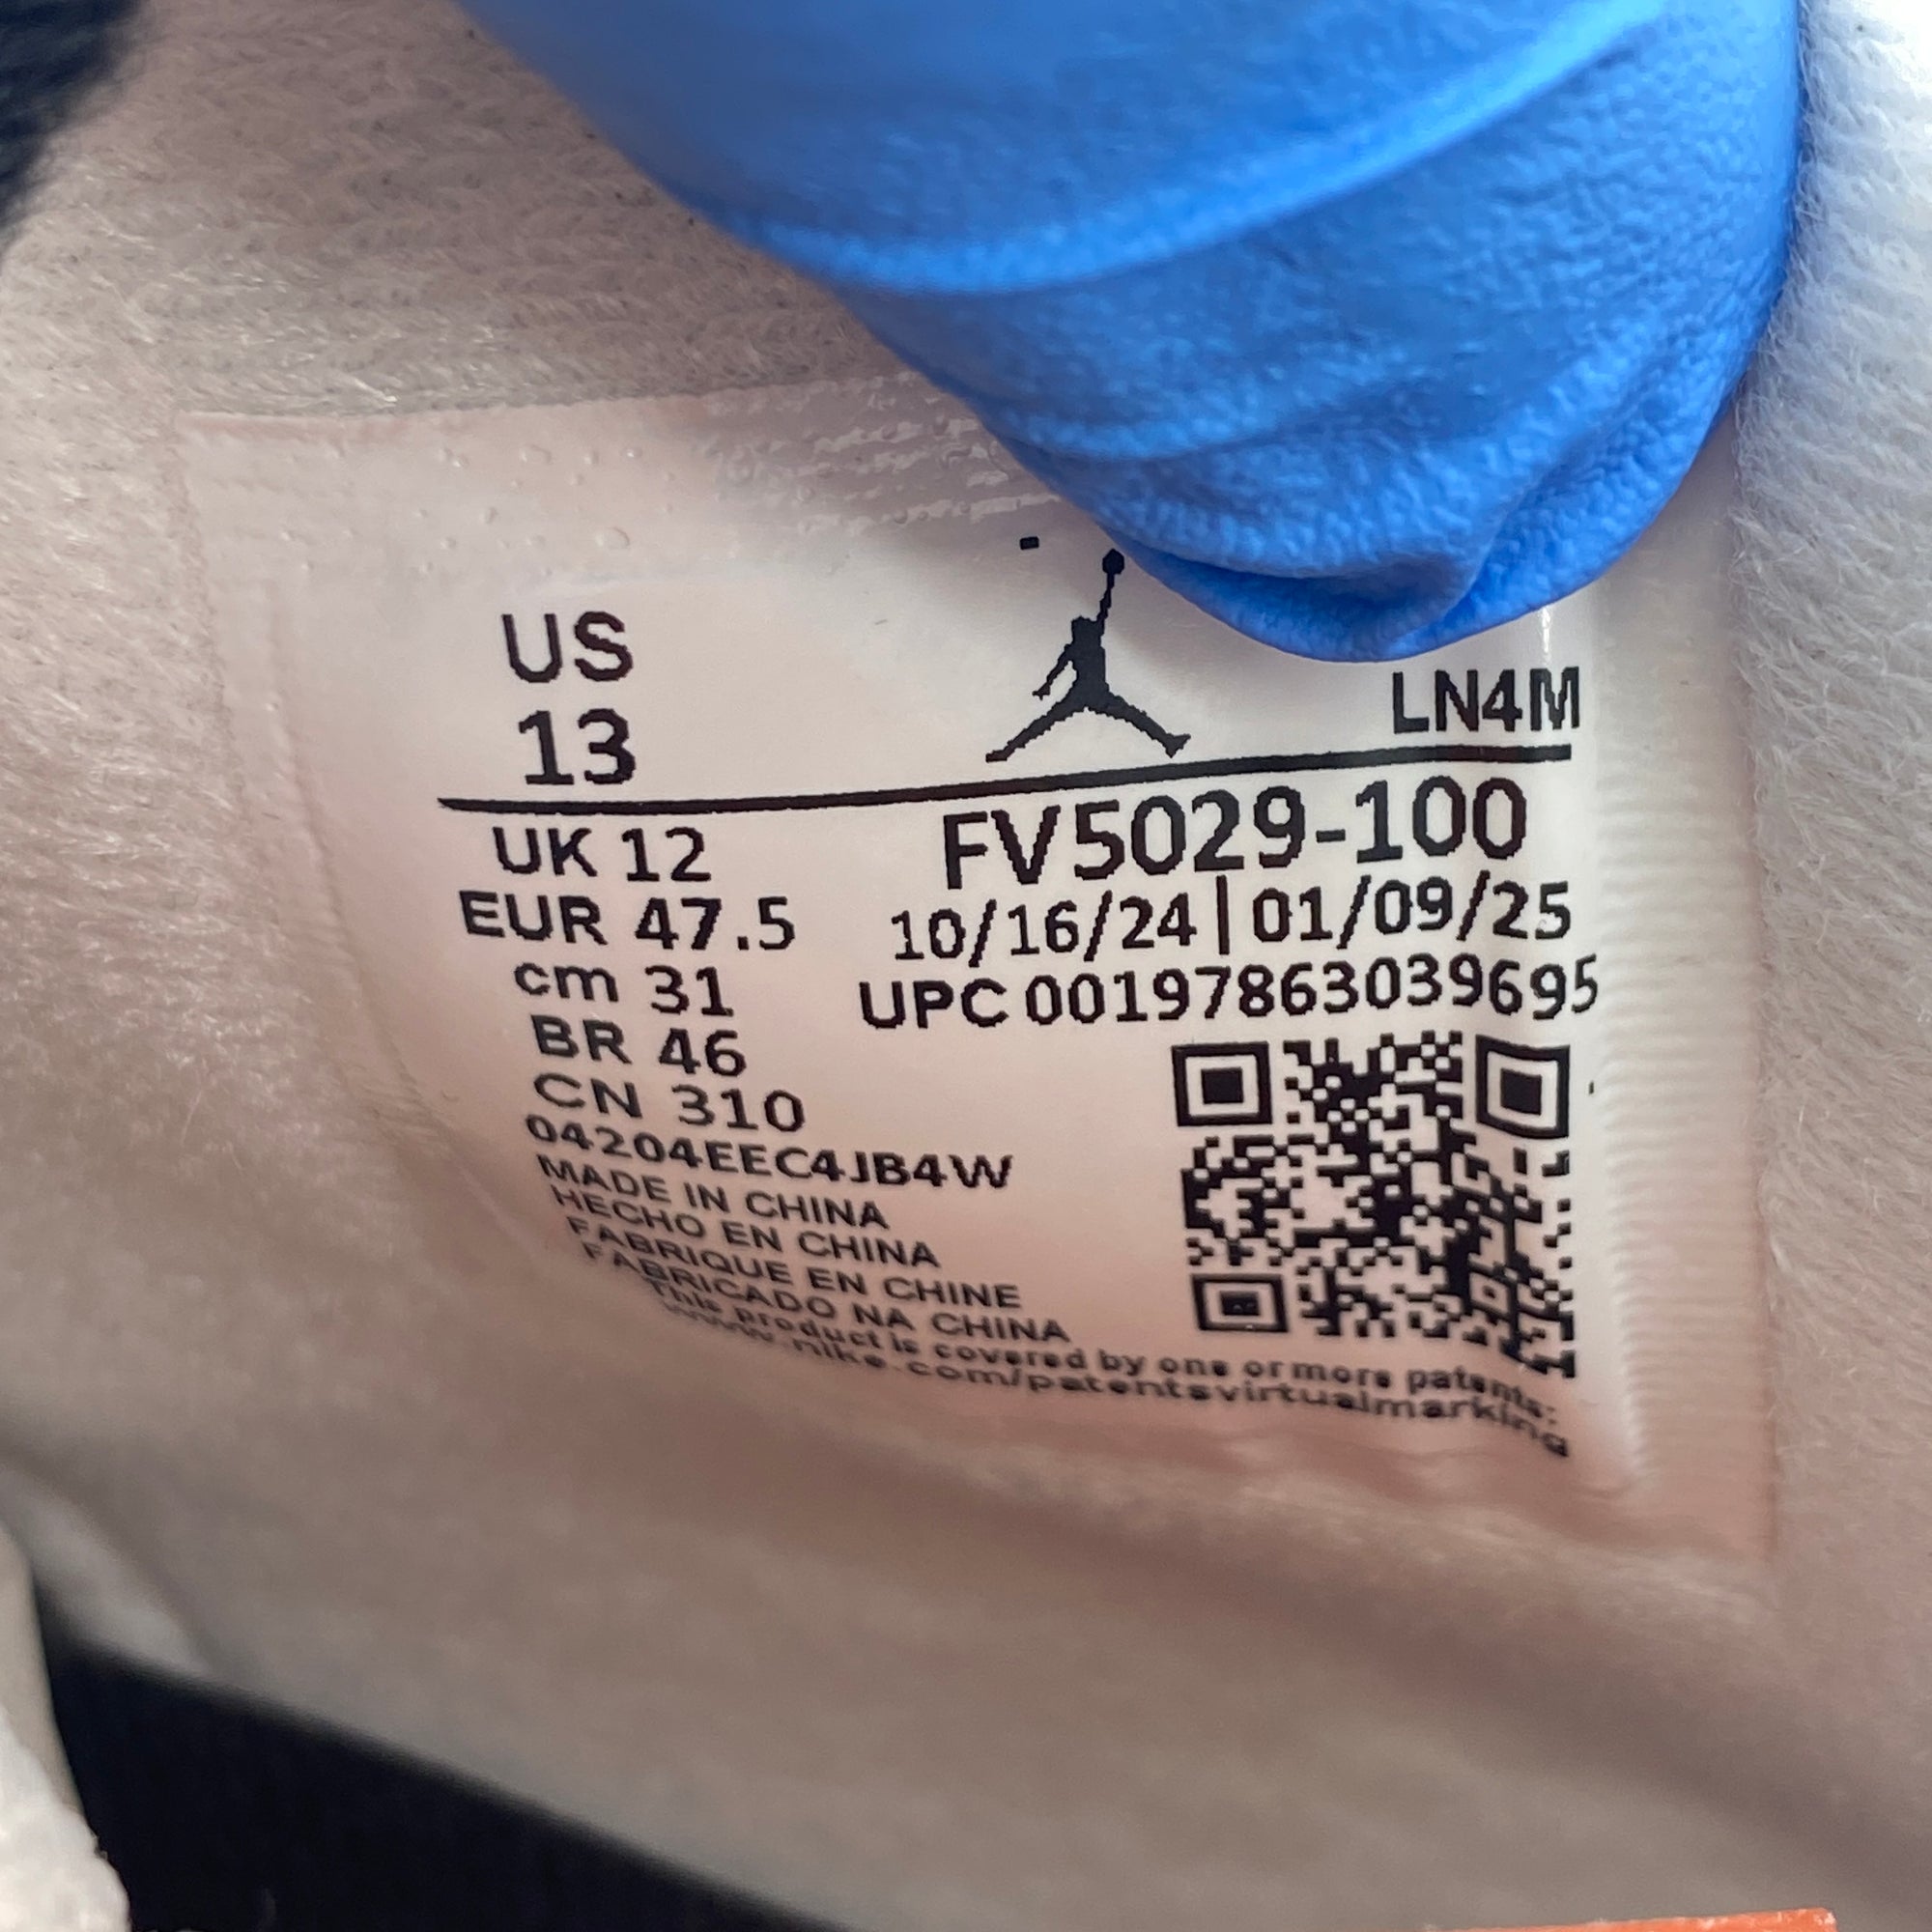 US
13
LN4M
UK 12
EUR 47.5
cm 31
BR 46
CN 310
04204EEC4JB4W
MADE IN CHINA
HECHO EN CHINA
FABRIQUE EN CHINE
FABRICADO NA CHINA
FV5029-100
10/16/24|01/09/25
UPC 00197863039695
This product is covered by one or more patents:
www.nike.com/patentsvirtualmarking